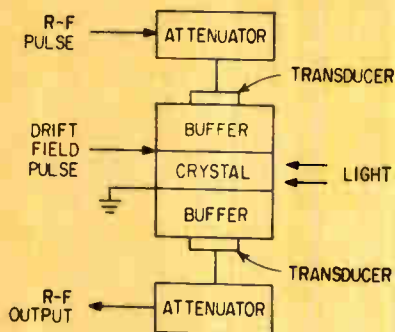 R-F
PULSE
ATTENUATOR
TRANSDUCER
BUFFER
DRIFT
FIELD
PULSE
CRYSTAL
LIGHT
BUFFER
TRANSDUCER
R-F
OUTPUT
ATTENUATOR